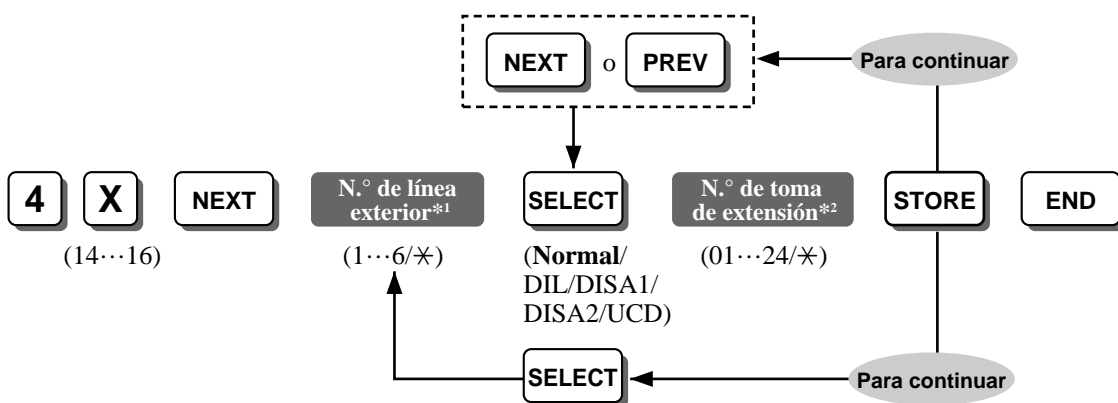 NEXT o PREV
Para continuar
4 X NEXT
N.° de línea
exterior*1
SELECT
N.° de toma
de extensión*2
STORE
END
(14···16)
(1···6/✳)
(Normal/
DIL/DISA1/
DISA2/UCD)
(01···24/✳)
SELECT
Para continuar